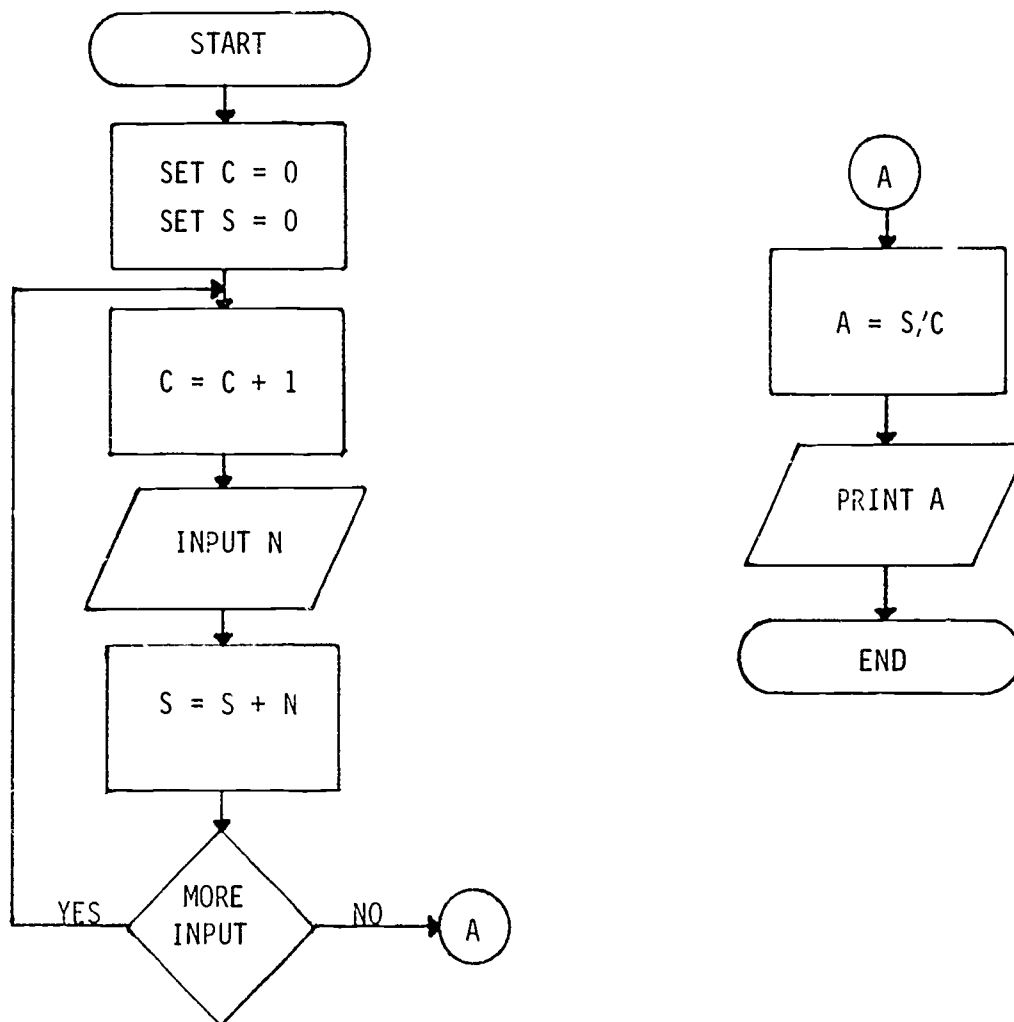 START
SET C = 0
SET S = 0
C = C + 1
INPUT N
S = S + N
MORE
INPUT
YES
NO
A
A
A = S/C
PRINT A
END